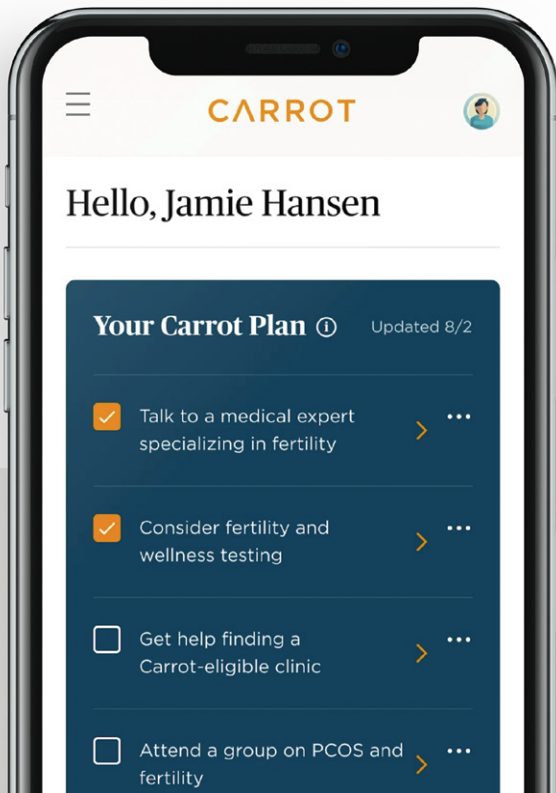 CARROT
Hello, Jamie Hansen
Your Carrot Plan
Updated 8/2
Talk to a medical expert
specializing in fertility
Consider fertility and
wellness testing
Get help finding a
Carrot-eligible clinic
Attend a group on PCOS and
fertility